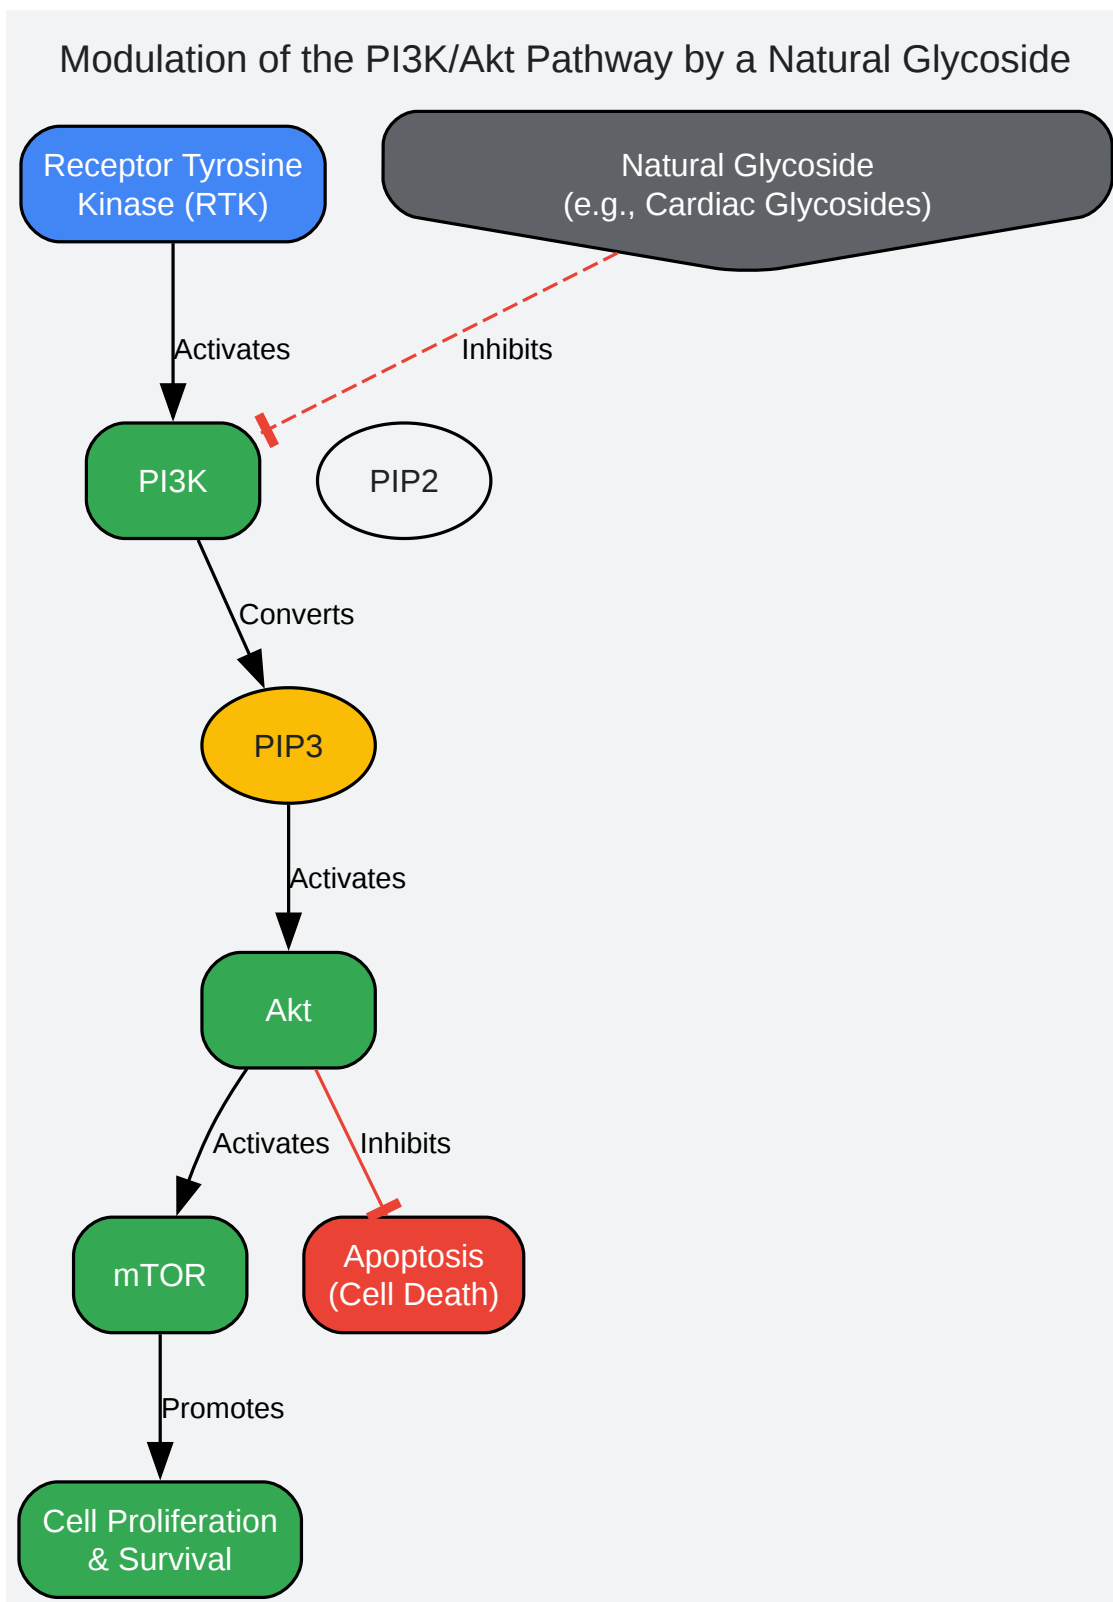 Modulation of the PI3K/Akt Pathway by a Natural Glycoside
Receptor Tyrosine
Kinase (RTK)
Natural Glycoside
(e.g., Cardiac Glycosides)
Activates
Inhibits
PI3K
PIP2
Converts
PIP3
Activates
Akt
Activates
Inhibits
mTOR
Apoptosis
(Cell Death)
Promotes
Cell Proliferation
& Survival